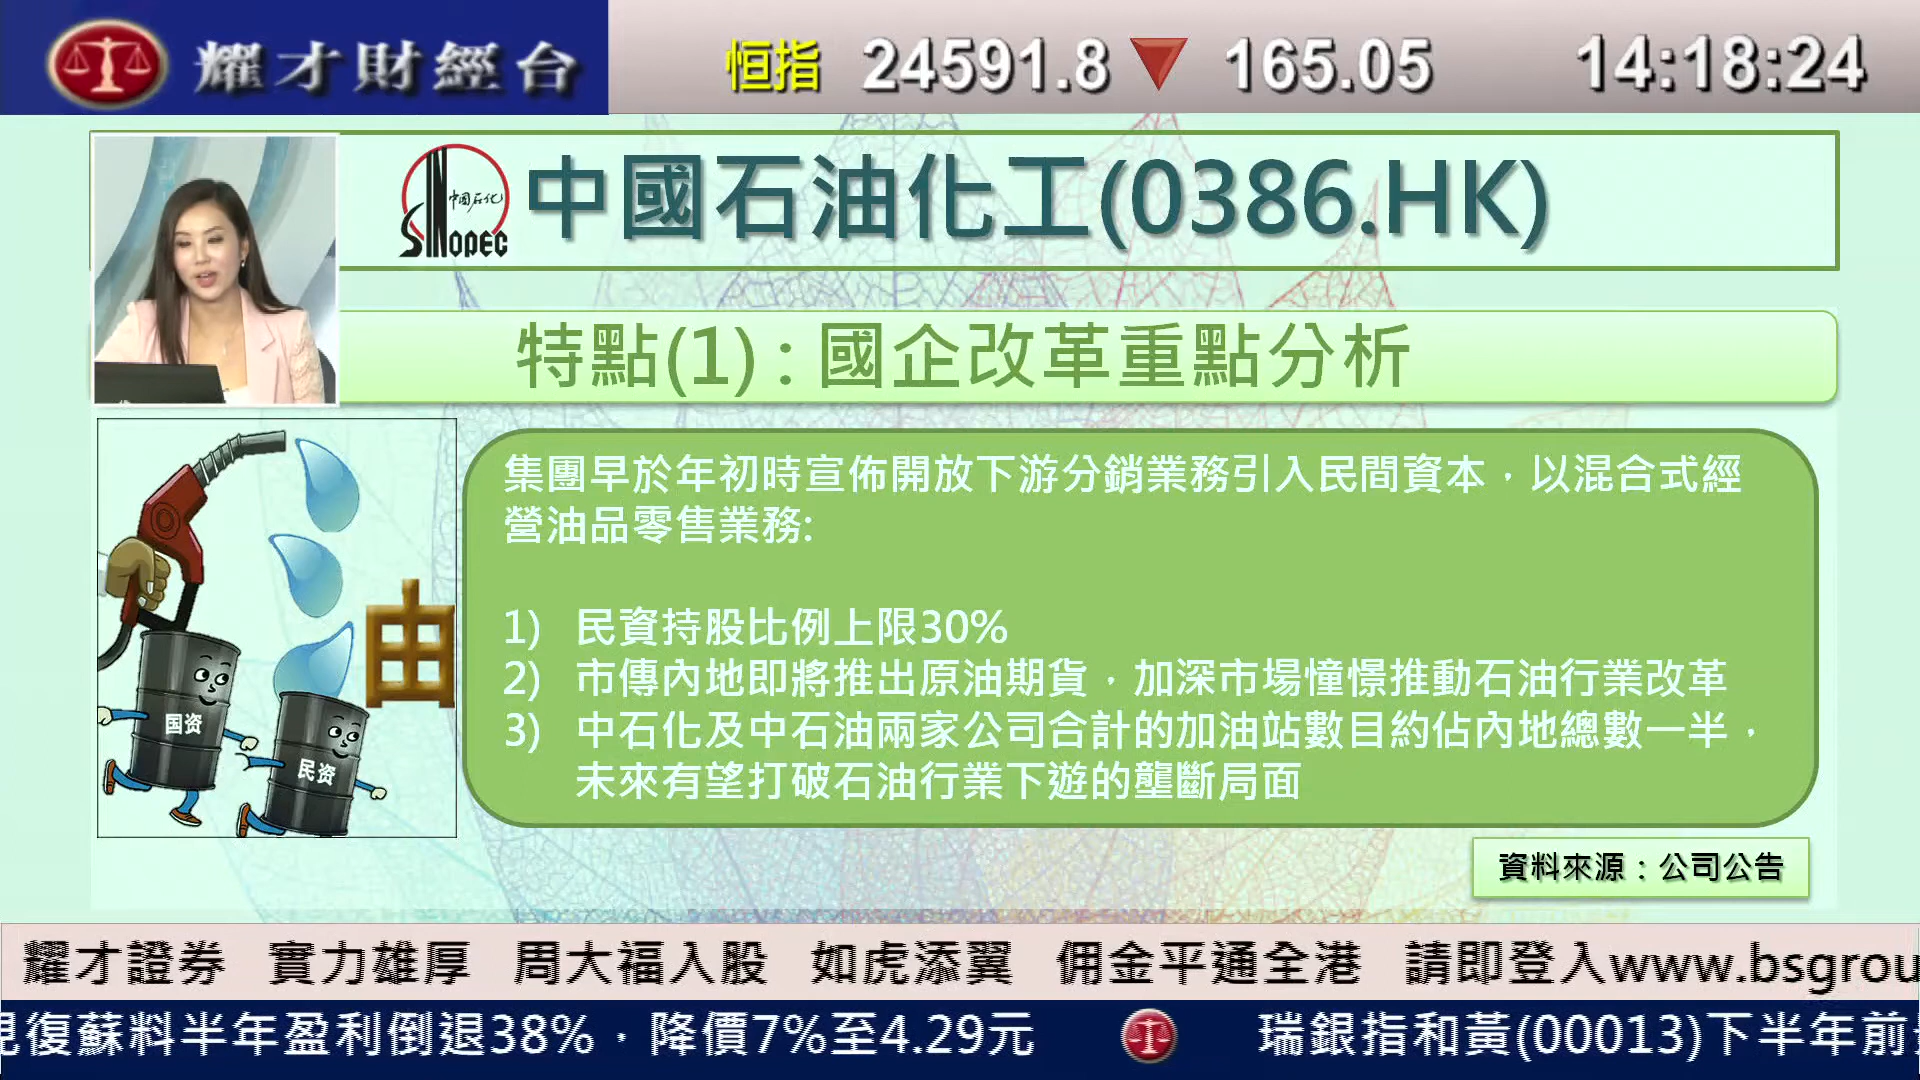 耀才財經台
恒指 24591.8 ▼ 165.05 14:18:24
中国石化
SINOPEC
中國石油化工(0386.HK)
特點(1) : 國企改革重點分析
集團早於年初時宣佈開放下游分銷業務引入民間資本，以混合式經
營油品零售業務:
1) 民資持股比例上限30%
2) 市傳內地即將推出原油期貨，加深市場憧憬推動石油行業改革
3) 中石化及中石油兩家公司合計的加油站數目約佔內地總數一半，
未來有望打破石油行業下遊的壟斷局面
由
国资
民资
資料來源：公司公告
耀才證券 實力雄厚 周大福入股 如虎添翼 佣金平通全港 請即登入www.bsgrou
復蘇料半年盈利倒退38%，降價7%至4.29元 瑞銀指和黃(00013)下半年前